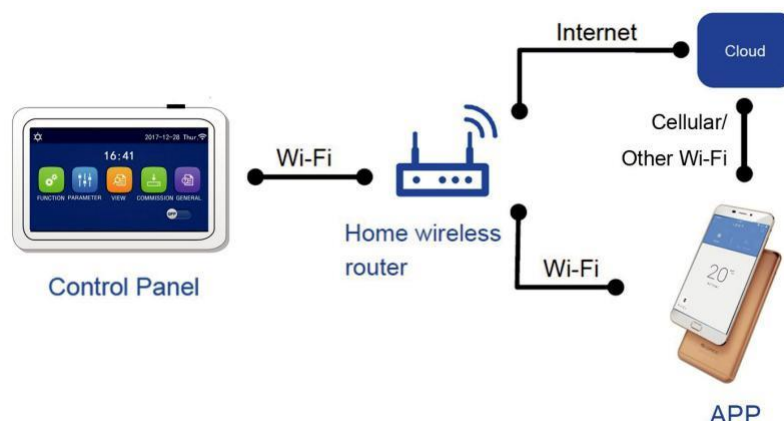 Internet
Cloud
Cellular/
Other Wi-Fi
2017-12-28 Thur.
16:41
FUNCTION PARAMETER VIEW COMMISSION GENERAL
OFF
Wi-Fi
Home wireless
router
Wi-Fi
Control Panel
20°
APP